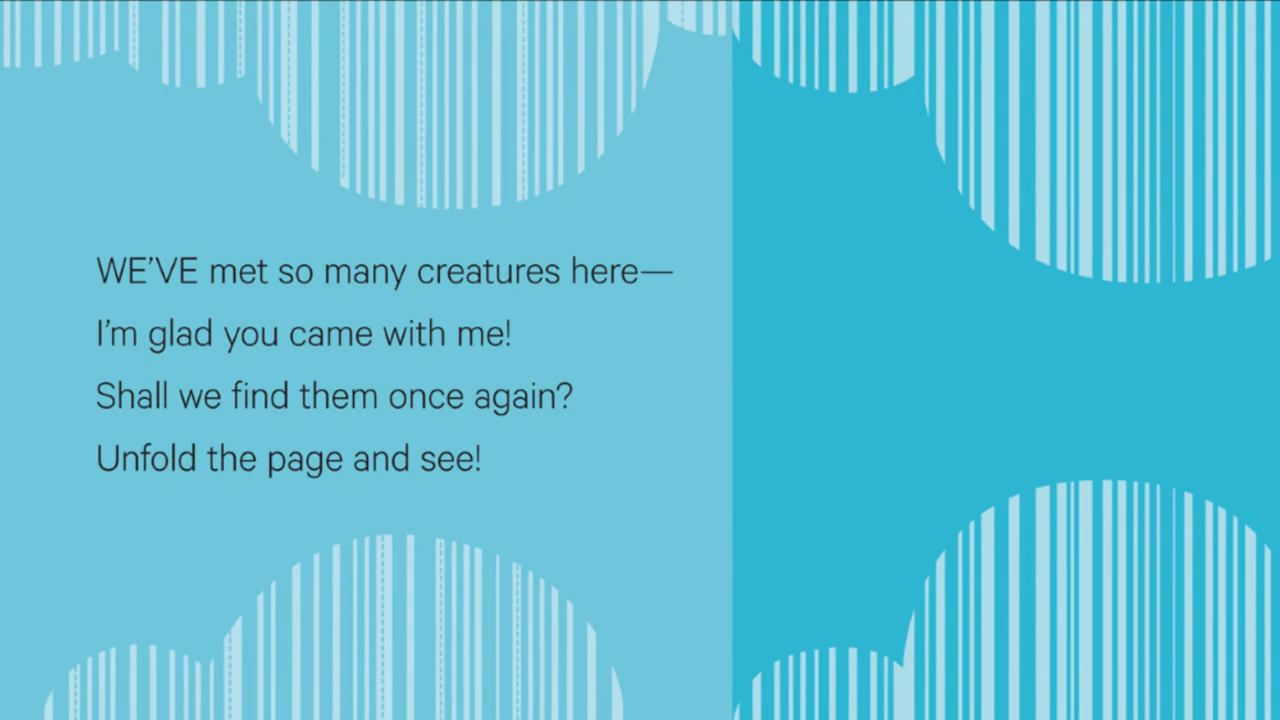 WE’VE met so many creatures here—
I’m glad you came with me!
Shall we find them once again?
Unfold the page and see!